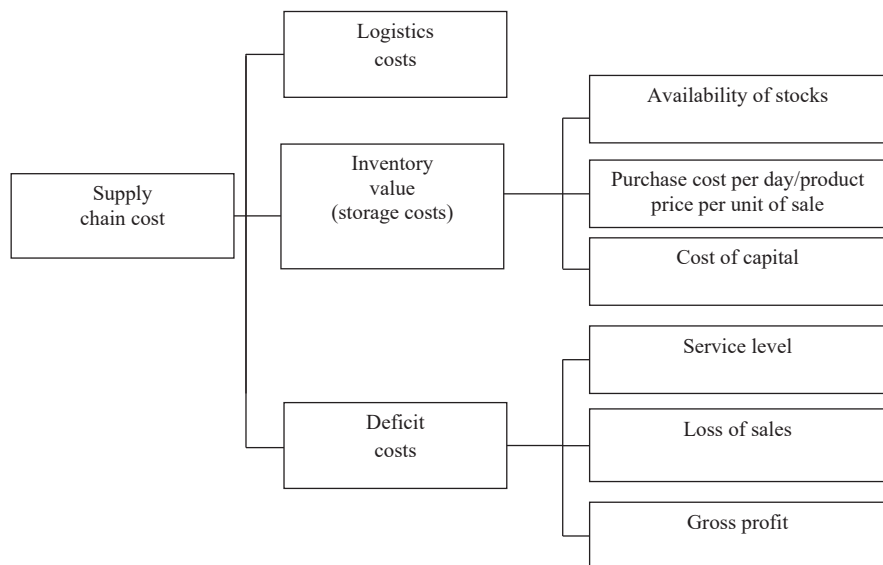 Logistics
costs
Availability of stocks
Inventory
value
(storage costs)
Purchase cost per day/product
price per unit of sale
Supply
chain cost
Cost of capital
Service level
Deficit
costs
Loss of sales
Gross profit